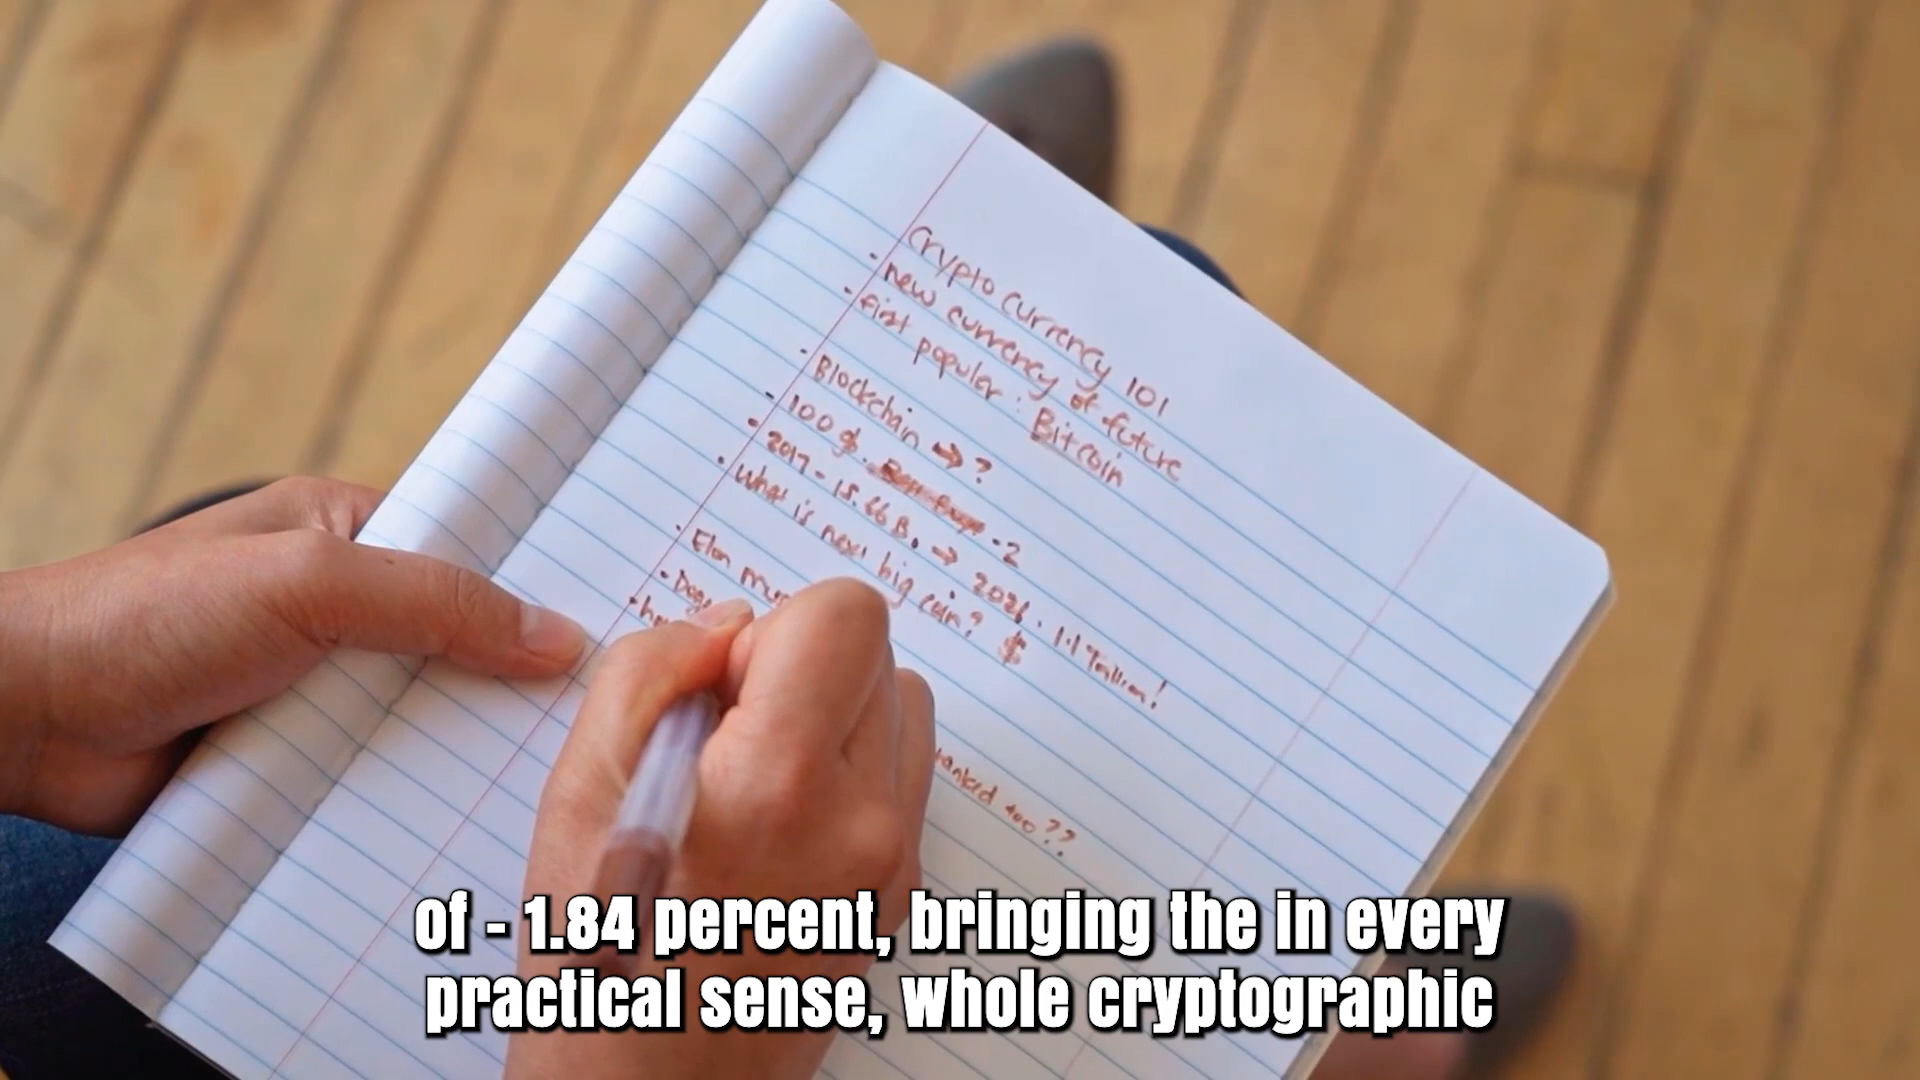 Crypto Currency 101
- new currency of future
- first popular : Bitcoin
- Blockchain → ?
- 100 $. -2
- 2017 - 15.66 B. → 2021. 1.1 Trillion!
- What is next big coin? $
- Elon
- Doge
??
of - 1.84 percent, bringing the in every
practical sense, whole cryptographic